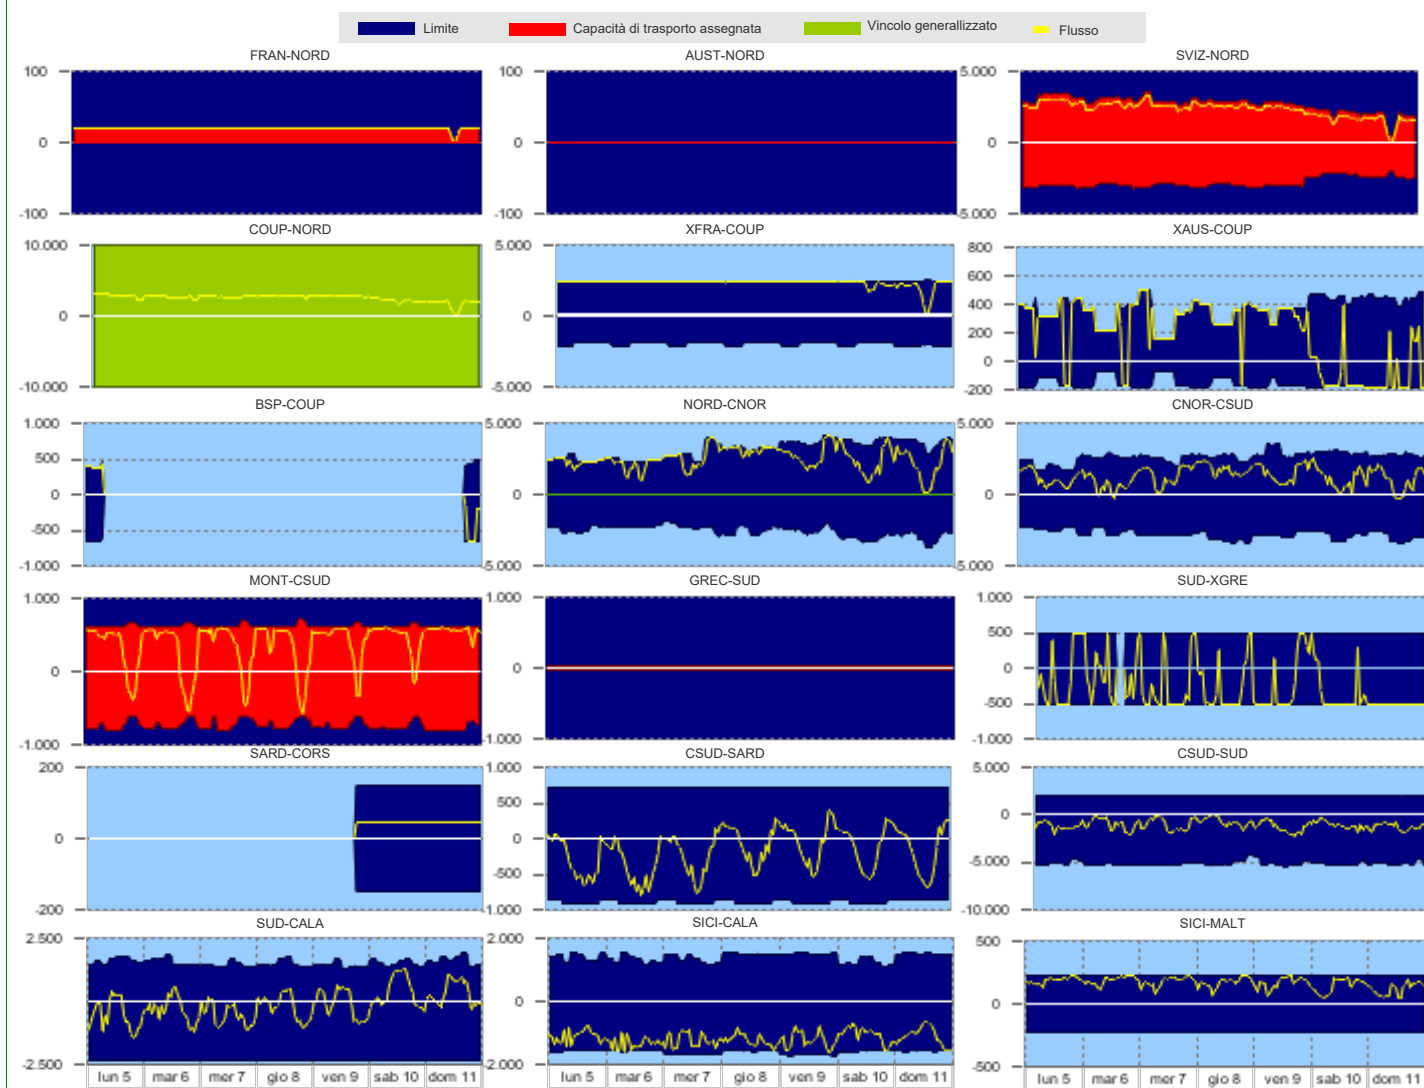 Limite Capacità di trasporto assegnata Vincolo generallizzato Flusso
FRAN-NORD AUST-NORD SVIZ-NORD
100 100 5.000
0 0 0
-100 -100 -5.000
COUP-NORD XFRA-COUP XAUS-COUP
10.000 5.000 800
600
400
0 0 200
0
-10.000 -5.000 -200
BSP-COUP NORD-CNOR CNOR-CSUD
1.000 5.000 5.000
500
0 0 0
-500
-1.000 -5.000 -5.000
MONT-CSUD GREC-SUD SUD-XGRE
1.000 1.000 1.000
500
0 0 0
-500
-1.000 -1.000 -1.000
SARD-CORS CSUD-SARD CSUD-SUD
200 1.000 5.000
500 0
0 0
-500 -5.000
-200 -1.000 -10.000
SUD-CALA SICI-CALA SICI-MALT
2.500 2.000 500
0 0 0
-2.500 -2.000 -500
lun 5 mar 6 mer 7 gio 8 ven 9 sab 10 dom 11 lun 5 mar 6 mer 7 gio 8 ven 9 sab 10 dom 11 lun 5 mar 6 mer 7 gio 8 ven 9 sab 10 dom 11